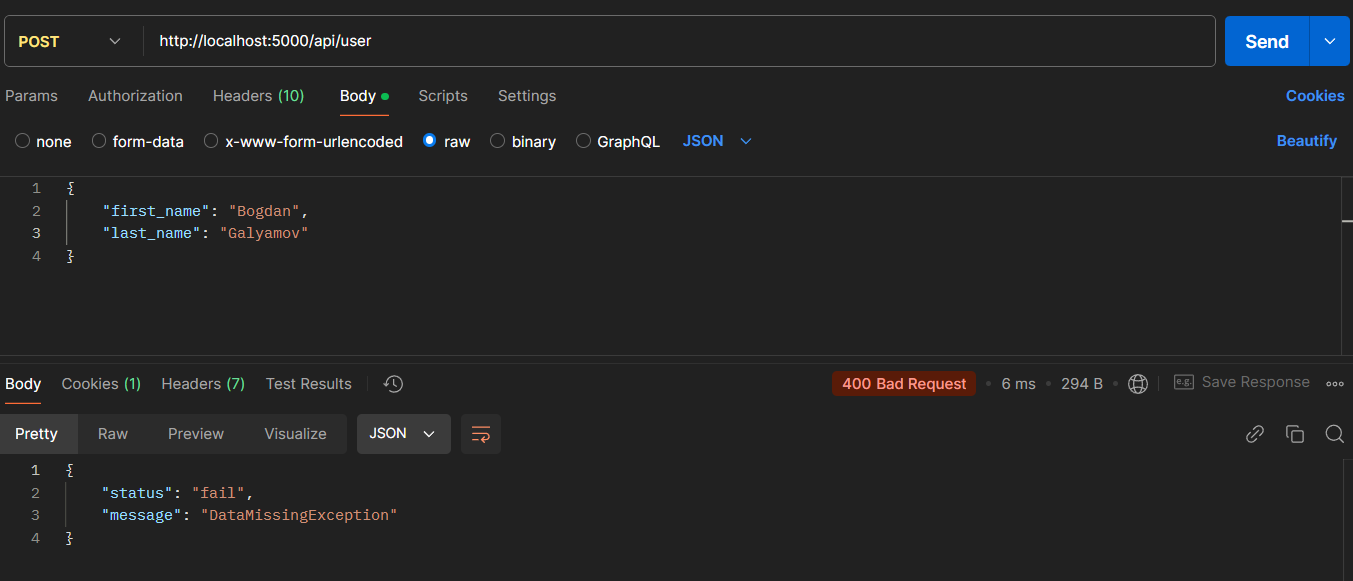 POST http://localhost:5000/api/user Send
Params Authorization Headers (10) Body Scripts Settings Cookies
none form-data x-www-form-urlencoded raw binary GraphQL JSON Beautify
1 {
2 "first_name": "Bogdan",
3 "last_name": "Galyamov"
4 }
Body Cookies (1) Headers (7) Test Results 400 Bad Request • 6 ms • 294 B • e.g. Save Response
Pretty Raw Preview Visualize JSON
1 {
2 "status": "fail",
3 "message": "DataMissingException"
4 }